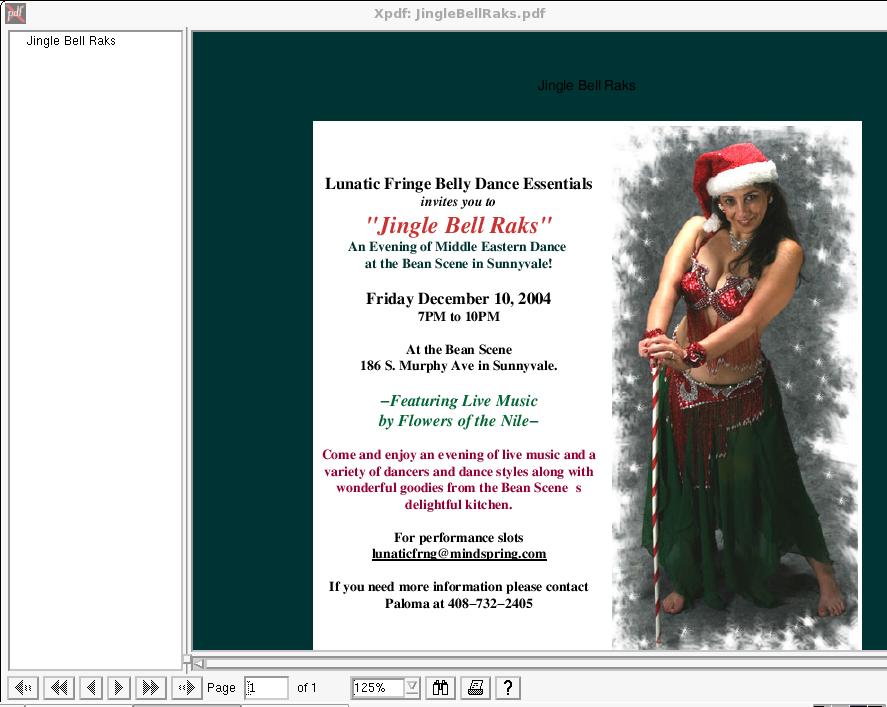 Xpdf: JingleBellRaks.pdf
Jingle Bell Raks
Jingle Bell Raks
Lunatic Fringe Belly Dance Essentials
invites you to
"Jingle Bell Raks"
An Evening of Middle Eastern Dance
at the Bean Scene in Sunnyvale!
Friday December 10, 2004
7PM to 10PM
At the Bean Scene
186 S. Murphy Ave in Sunnyvale.
–Featuring Live Music
by Flowers of the Nile–
Come and enjoy an evening of live music and a
variety of dancers and dance styles along with
wonderful goodies from the Bean Scene s
delightful kitchen.
For performance slots
lunaticfrng@mindspring.com
If you need more information please contact
Paloma at 408–732–2405
Page 1 of 1 125% ?